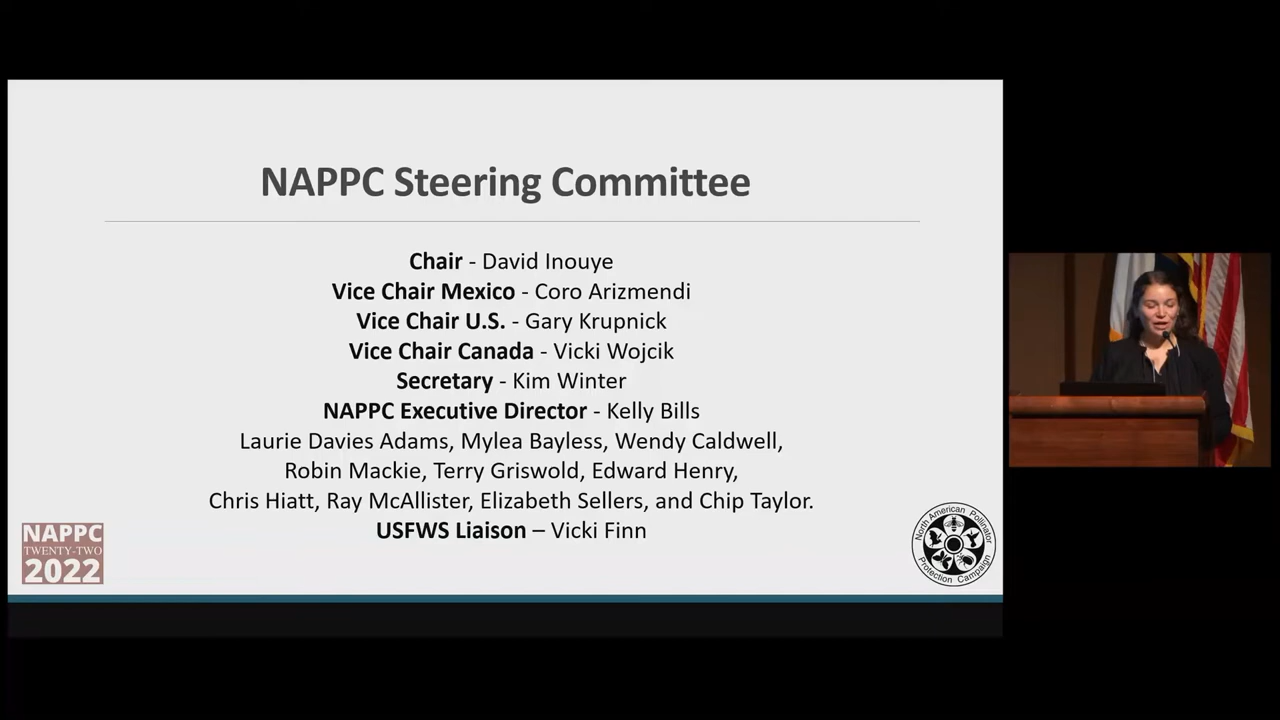 NAPPC Steering Committee
Chair - David Inouye
Vice Chair Mexico - Coro Arizmendi
Vice Chair U.S. - Gary Krupnick
Vice Chair Canada - Vicki Wojcik
Secretary - Kim Winter
NAPPC Executive Director - Kelly Bills
Laurie Davies Adams, Mylea Bayless, Wendy Caldwell,
Robin Mackie, Terry Griswold, Edward Henry,
Chris Hiatt, Ray McAllister, Elizabeth Sellers, and Chip Taylor.
USFWS Liaison – Vicki Finn
NAPPC
TWENTY-TWO
2022
North American Pollinator
Protection Campaign